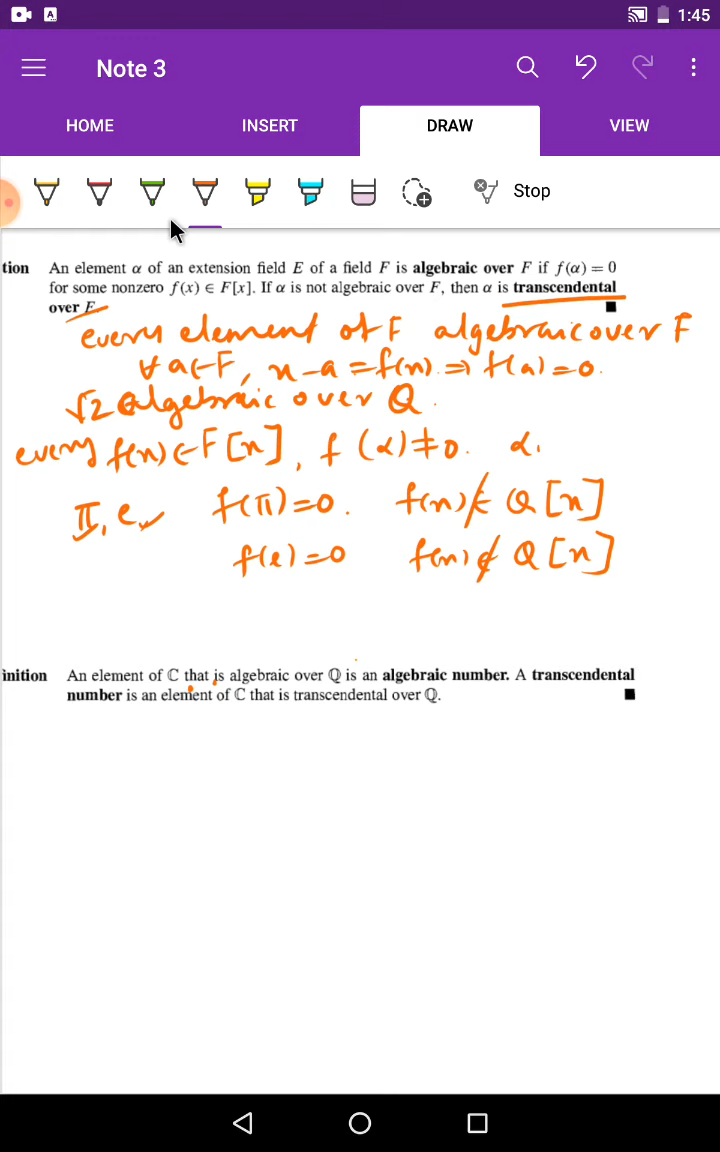 A 1:45
Note 3
HOME INSERT DRAW VIEW
Stop
tion An element α of an extension field E of a field F is algebraic over F if f(α) = 0
for some nonzero f(x) ∈ F[x]. If α is not algebraic over F, then α is transcendental
over F. ■
every element of F algebraic over F
∀ a ∈ F, x - a = f(x) ⇒ f(a) = 0.
√2 algebraic over Q.
every f(x) ∈ F[x], f(α) ≠ 0. α.
π, e, f(π) = 0. f(x) ∉ Q[x]
f(e) = 0 f(x) ∉ Q[x]
inition An element of ℂ that is algebraic over ℚ is an algebraic number. A transcendental
number is an element of ℂ that is transcendental over ℚ. ■